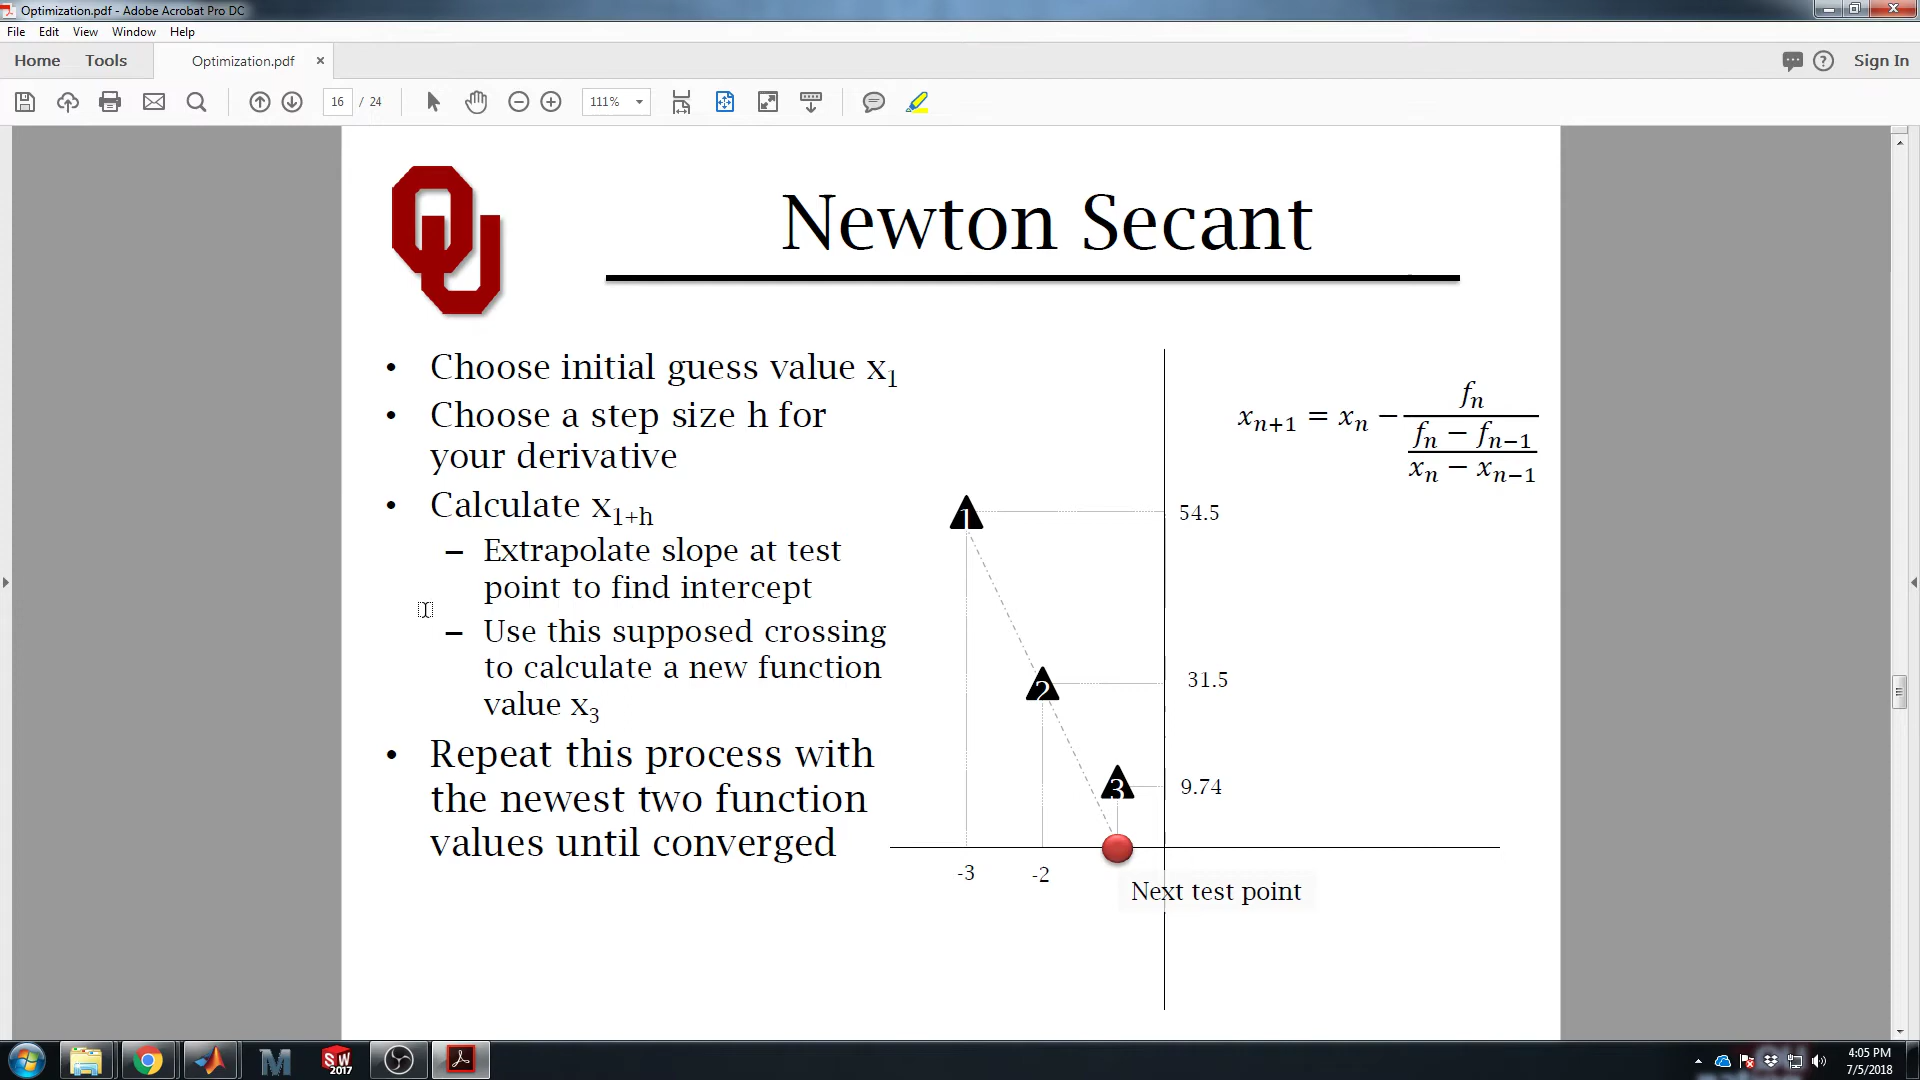 Optimization.pdf - Adobe Acrobat Pro DC
File Edit View Window Help
Home Tools Optimization.pdf × Sign In
16 / 24 111%
OU
Newton Secant
• Choose initial guess value x₁
• Choose a step size h for
your derivative
• Calculate x₁₊ₕ
– Extrapolate slope at test
point to find intercept
– Use this supposed crossing
to calculate a new function
value x₃
• Repeat this process with
the newest two function
values until converged
xₙ₊₁ = xₙ −
fₙ
fₙ − fₙ₋₁
xₙ − xₙ₋₁
1
54.5
2
31.5
3
9.74
-3
-2
Next test point
SW
2017
4:05 PM
7/5/2018